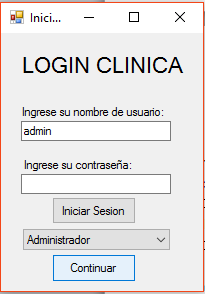 Inici...
LOGIN CLINICA
Ingrese su nombre de usuario:
admin
Ingrese su contraseña:
Iniciar Sesion
Administrador
Continuar